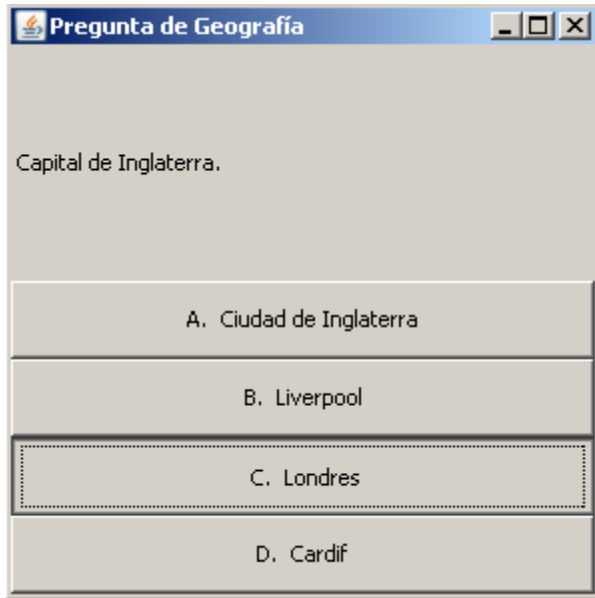 Pregunta de Geografía
Capital de Inglaterra.
A. Ciudad de Inglaterra
B. Liverpool
C. Londres
D. Cardif